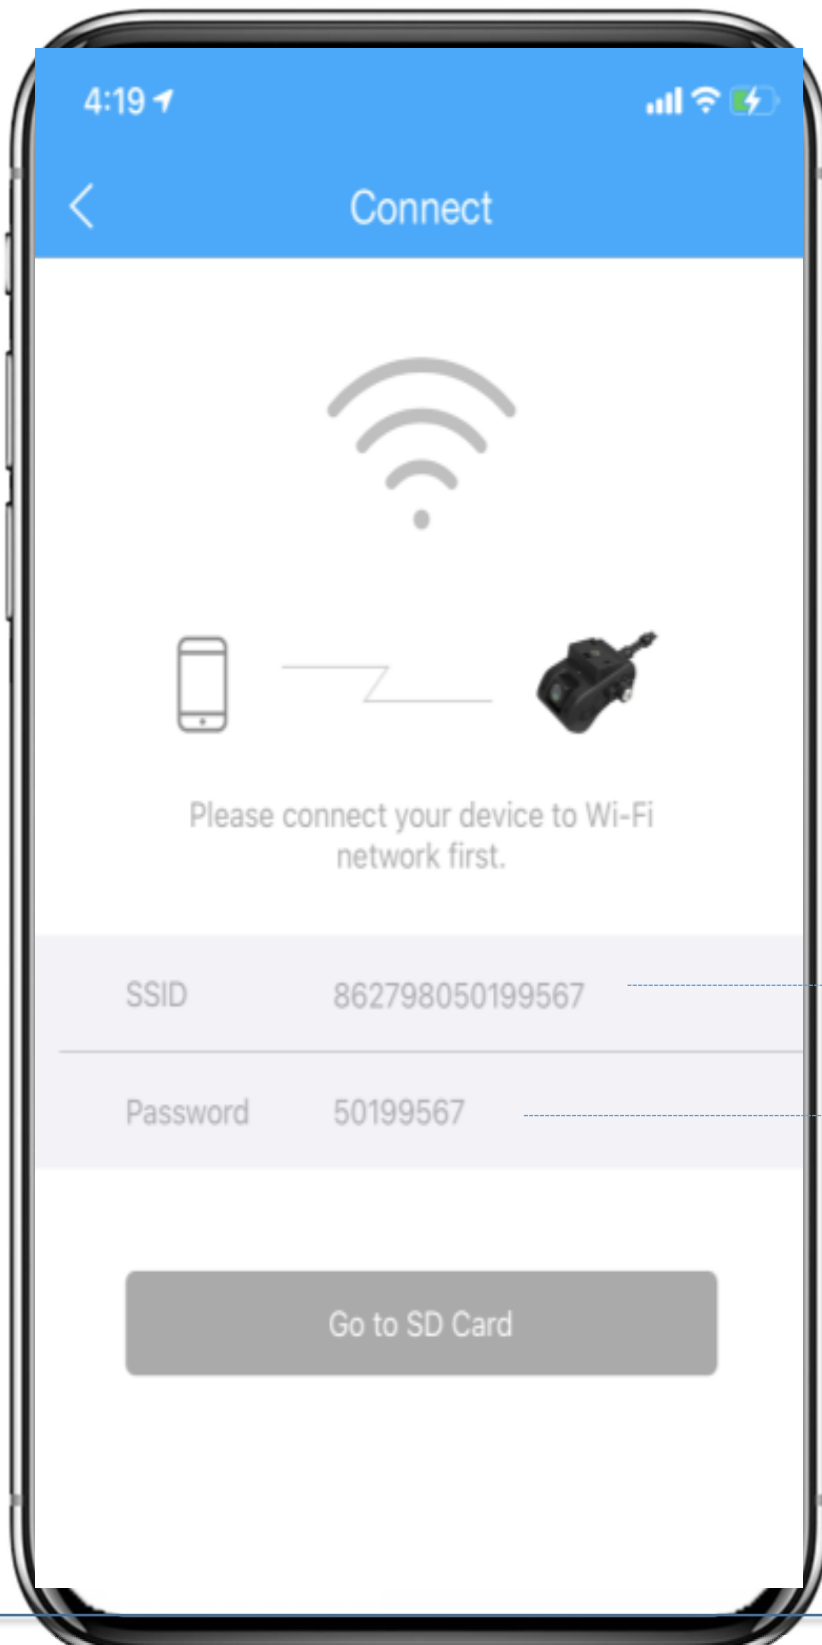 4:19
Connect
Please connect your device to Wi-Fi
network first.
SSID 862798050199567
Password 50199567
Go to SD Card